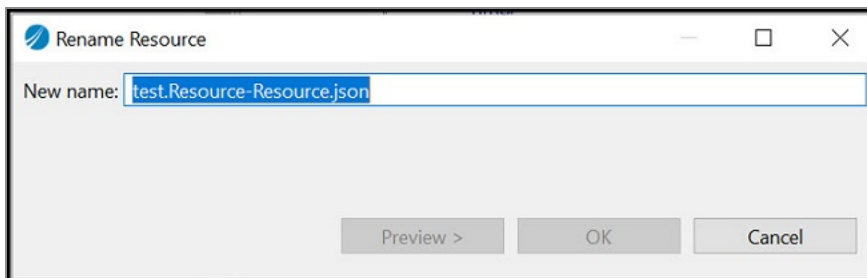 Rename Resource
New name: test.Resource-Resource.json
Preview > OK Cancel